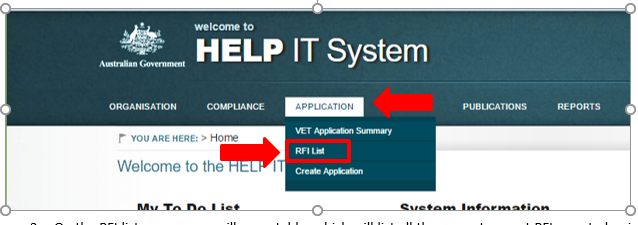 welcome to
HELP IT System
Australian Government
ORGANISATION COMPLIANCE APPLICATION PUBLICATIONS REPORTS
VET Application Summary
RFI List
Create Application
YOU ARE HERE: > Home
Welcome to the HELP IT
My To Do List System Information